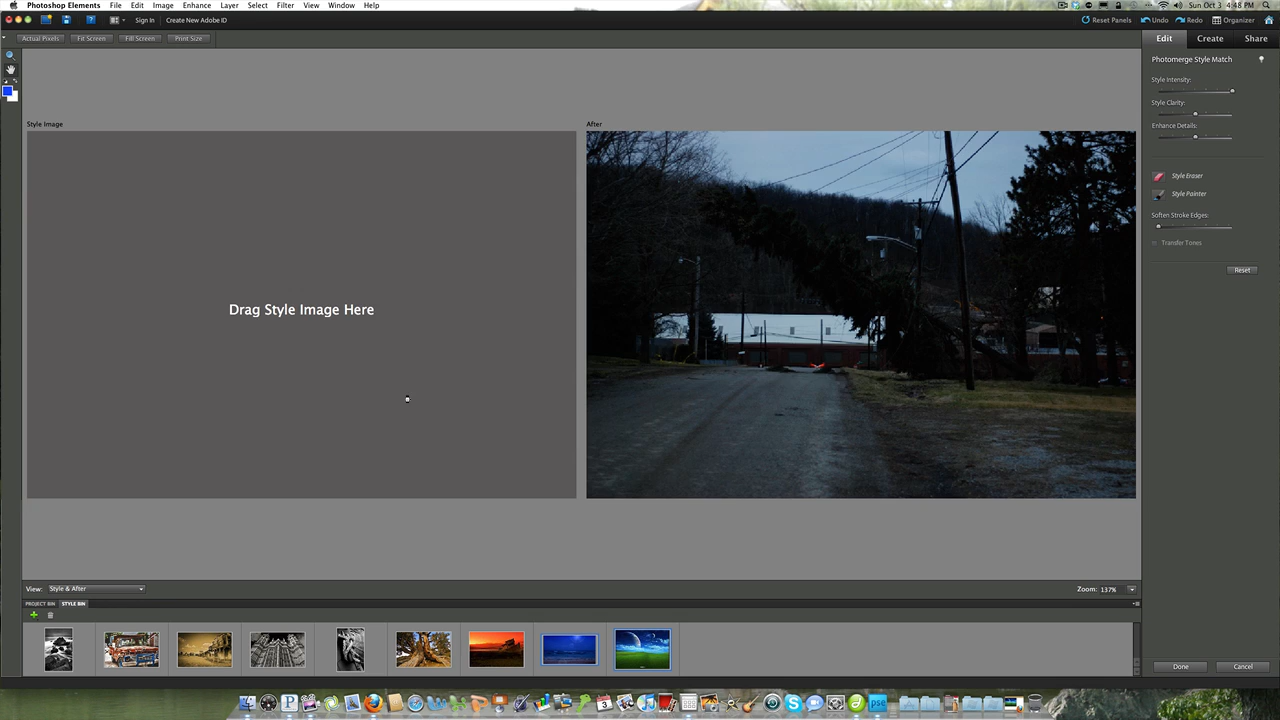 Photoshop Elements File Edit Image Enhance Layer Select Filter View Window Help Sun Oct 3 4:48 PM
Sign In Create New Adobe ID Reset Panels Undo Redo Organizer
Actual Pixels Fit Screen Fill Screen Print Size
Edit Create Share
Photomerge Style Match
Style Intensity:
Style Clarity:
Enhance Details:
Style Eraser
Style Painter
Soften Stroke Edges:
Transfer Tones
Reset
Style Image After
Drag Style Image Here
View: Style & After Zoom: 137%
PROJECT BIN STYLE BIN
Done Cancel
3
pse